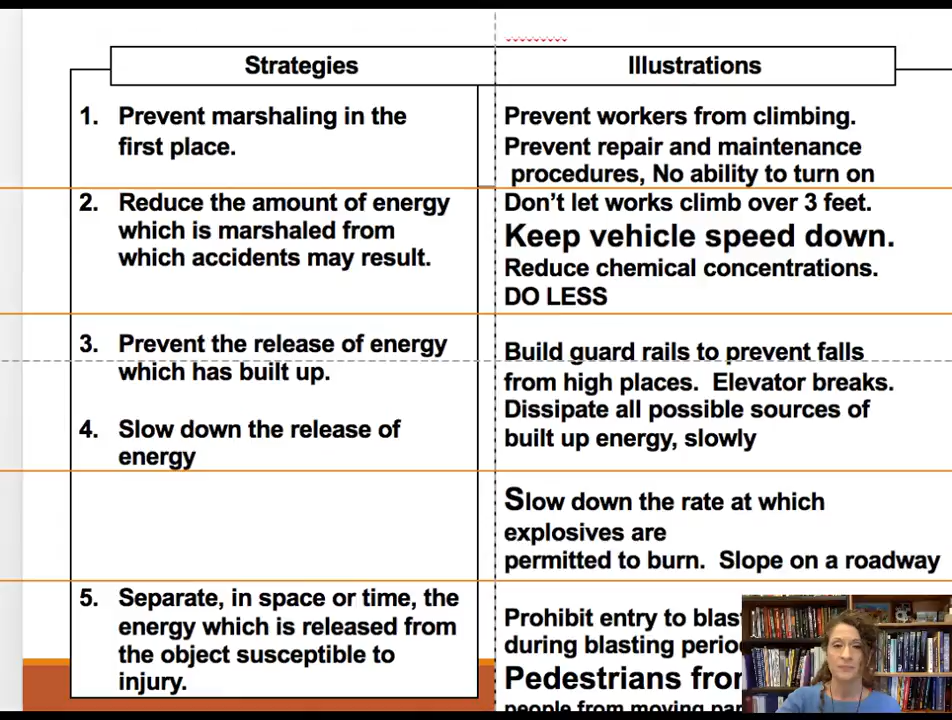 Strategies
Illustrations
1. Prevent marshaling in the
first place.
Prevent workers from climbing.
Prevent repair and maintenance
procedures, No ability to turn on
2. Reduce the amount of energy
which is marshaled from
which accidents may result.
Don't let works climb over 3 feet.
Keep vehicle speed down.
Reduce chemical concentrations.
DO LESS
3. Prevent the release of energy
which has built up.
Build guard rails to prevent falls
from high places. Elevator breaks.
4. Slow down the release of
energy
Dissipate all possible sources of
built up energy, slowly
Slow down the rate at which
explosives are
permitted to burn. Slope on a roadway
5. Separate, in space or time, the
energy which is released from
the object susceptible to
injury.
Prohibit entry to
during blasting
Pedestrians
people from moving